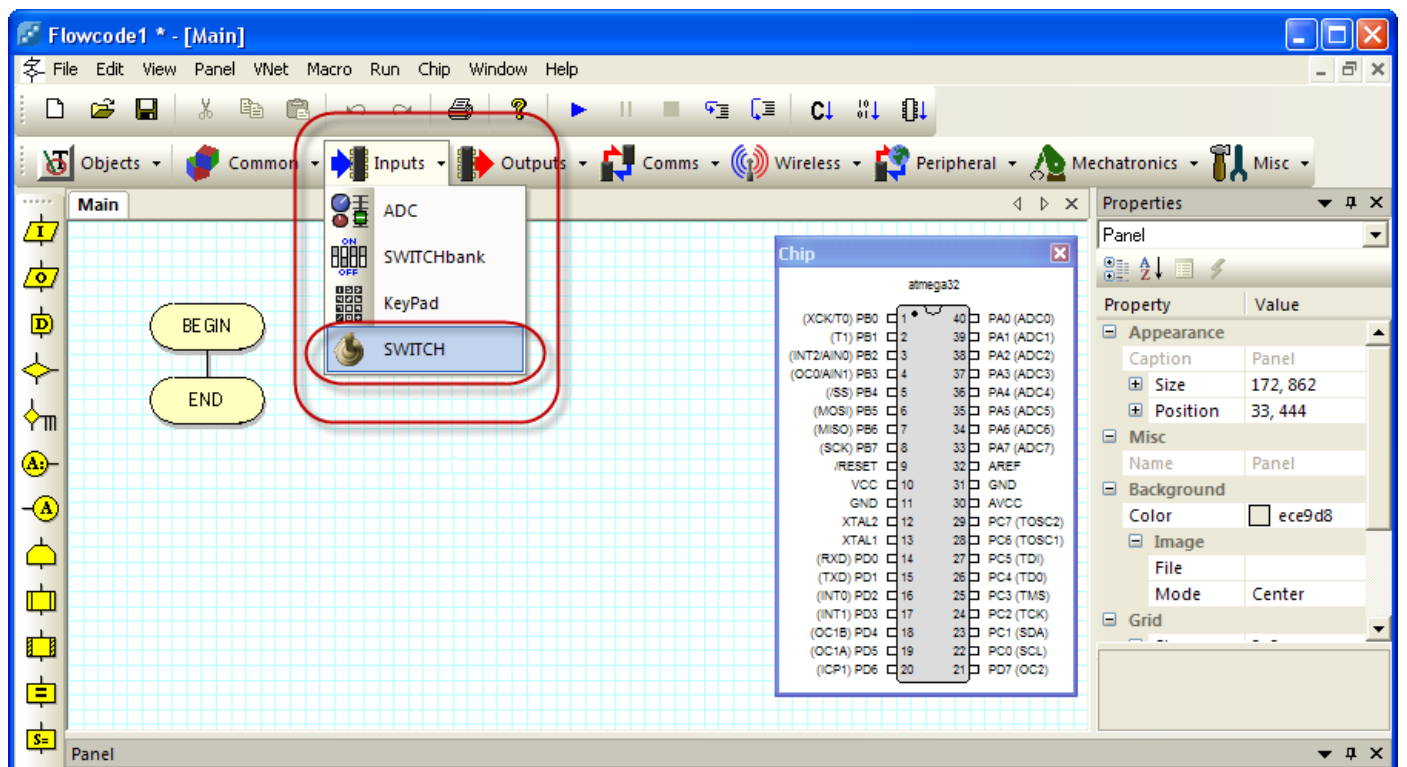 Flowcode1 * - [Main]
File Edit View Panel VNet Macro Run Chip Window Help
Objects Common Inputs Outputs Comms Wireless Peripheral Mechatronics Misc
Main
ADC
ON
OFF
SWITCHbank
KeyPad
SWITCH
BEGIN
END
Chip
atmega32
(XCK/T0) PB0 1 40 PA0 (ADC0)
(T1) PB1 2 39 PA1 (ADC1)
(INT2/AIN0) PB2 3 38 PA2 (ADC2)
(OC0/AIN1) PB3 4 37 PA3 (ADC3)
(/SS) PB4 5 36 PA4 (ADC4)
(MOSI) PB5 6 35 PA5 (ADC5)
(MISO) PB6 7 34 PA6 (ADC6)
(SCK) PB7 8 33 PA7 (ADC7)
/RESET 9 32 AREF
VCC 10 31 GND
GND 11 30 AVCC
XTAL2 12 29 PC7 (TOSC2)
XTAL1 13 28 PC6 (TOSC1)
(RXD) PD0 14 27 PC5 (TDI)
(TXD) PD1 15 26 PC4 (TD0)
(INT0) PD2 16 25 PC3 (TMS)
(INT1) PD3 17 24 PC2 (TCK)
(OC1B) PD4 18 23 PC1 (SDA)
(OC1A) PD5 19 22 PC0 (SCL)
(ICP1) PD6 20 21 PD7 (OC2)
Properties
Panel
Property Value
Appearance
Caption Panel
Size 172, 862
Position 33, 444
Misc
Name Panel
Background
Color ece9d8
Image
File
Mode Center
Grid
Panel